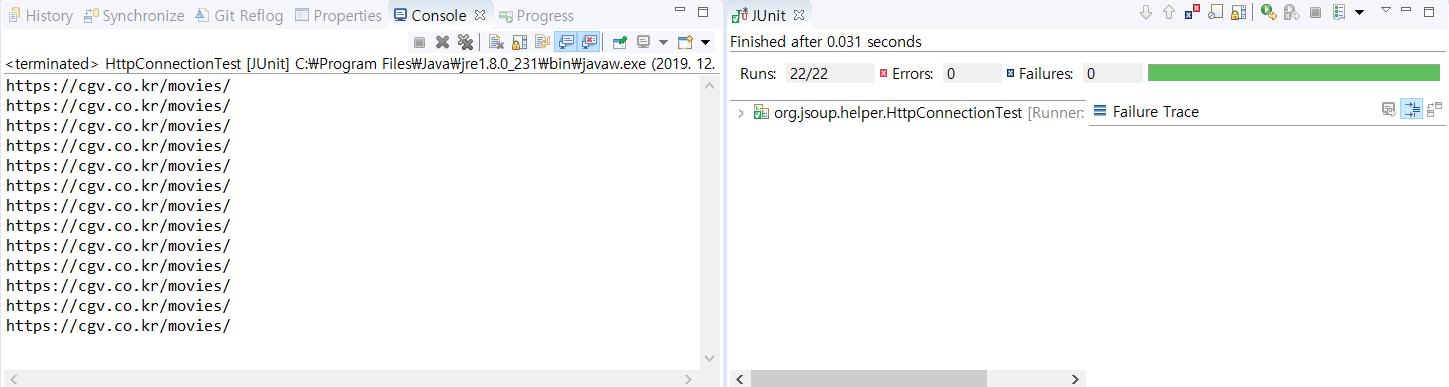 History Synchronize Git Reflog Properties Console Progress
<terminated> HttpConnectionTest [JUnit] C:₩Program Files₩Java₩jre1.8.0_231₩bin₩javaw.exe (2019. 12.
https://cgv.co.kr/movies/
https://cgv.co.kr/movies/
https://cgv.co.kr/movies/
https://cgv.co.kr/movies/
https://cgv.co.kr/movies/
https://cgv.co.kr/movies/
https://cgv.co.kr/movies/
https://cgv.co.kr/movies/
https://cgv.co.kr/movies/
https://cgv.co.kr/movies/
https://cgv.co.kr/movies/
https://cgv.co.kr/movies/
https://cgv.co.kr/movies/
JUnit
Finished after 0.031 seconds
Runs: 22/22 Errors: 0 Failures: 0
org.jsoup.helper.HttpConnectionTest [Runner:
Failure Trace